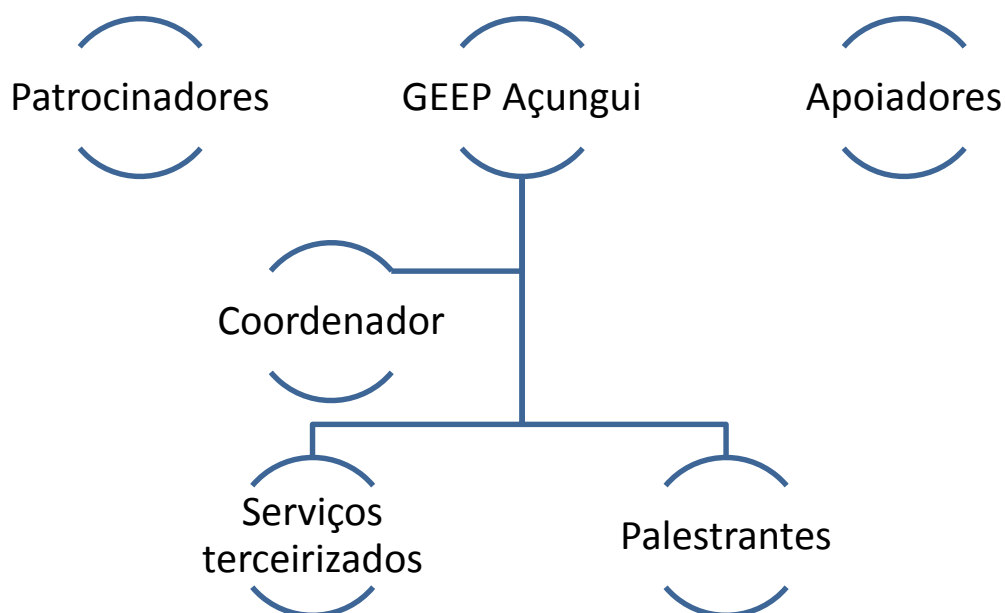 Patrocinadores
GEEP Açungui
Apoiadores
Coordenador
Serviços
terceirizados
Palestrantes